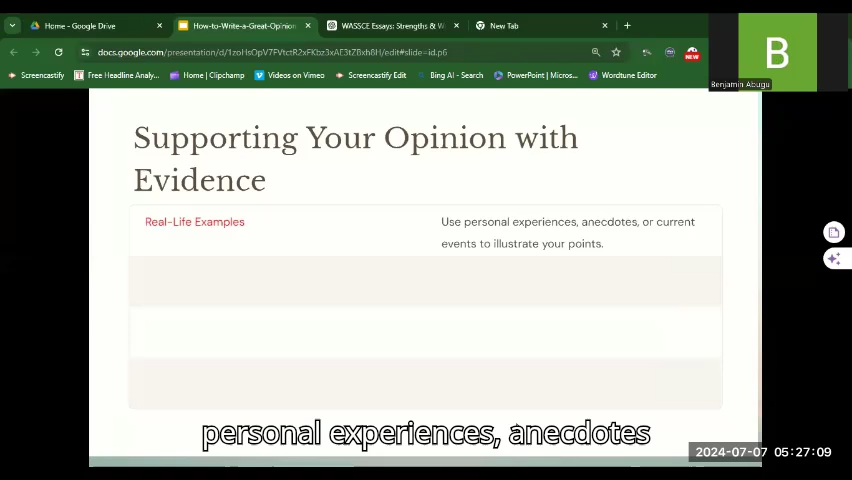 Home - Google Drive
How-to-Write-a-Great-Opinion
WASSCE Essays: Strengths & W
New Tab
docs.google.com/presentation/d/1zoHsOpV7FVtctR2xFKbz3xAE3tZBxh8H/edit#slide=id.p6
NEW
Screencastify
Free Headline Analy...
Home | Clipchamp
Videos on Vimeo
Screencastify Edit
Bing AI - Search
PowerPoint | Micros...
Wordtune Editor
B
Benjamin Abugu
Supporting Your Opinion with
Evidence
Real-Life Examples
Use personal experiences, anecdotes, or current
events to illustrate your points.
personal experiences, anecdotes
2024-07-07 05:27:09